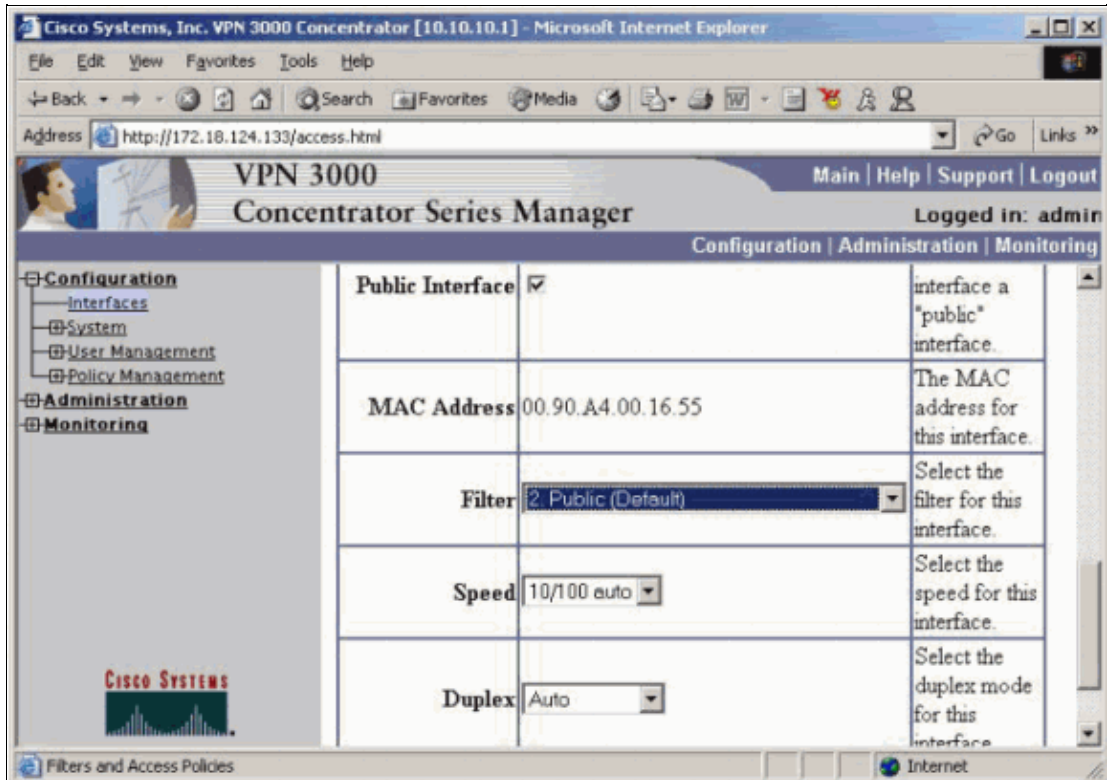 Cisco Systems, Inc. VPN 3000 Concentrator [10.10.10.1] - Microsoft Internet Explorer
File Edit View Favorites Tools Help
Back Search Favorites Media
Address http://172.18.124.133/access.html Go Links »
VPN 3000
Concentrator Series Manager
Main | Help | Support | Logout
Logged in: admin
Configuration | Administration | Monitoring
Configuration
Interfaces
System
User Management
Policy Management
Administration
Monitoring
CISCO SYSTEMS
Public Interface
interface a
"public"
interface.
MAC Address 00.90.A4.00.16.55
The MAC
address for
this interface.
Filter 2. Public (Default)
Select the
filter for this
interface.
Speed 10/100 auto
Select the
speed for this
interface.
Duplex Auto
Select the
duplex mode
for this
interface
Filters and Access Policies
Internet